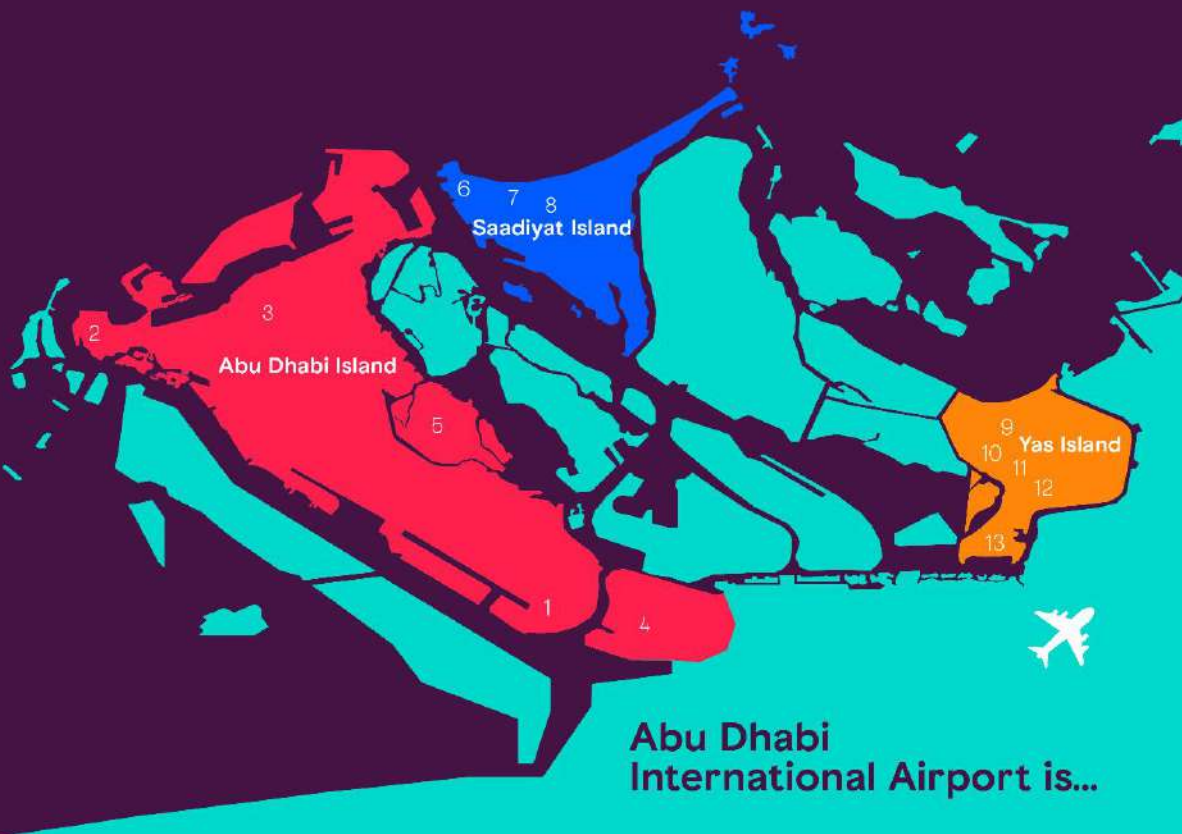 6
7
8
Saadiyat Island
2
3
Abu Dhabi Island
5
9
Yas Island
10
11
12
13
1
4
Abu Dhabi
International Airport is...